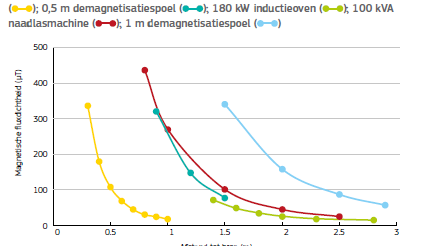 (); 0,5 m demagnetisatiespoel (); 180 kW inductieoven (); 100 kVA
naadlasmachine (); 1 m demagnetisatiespoel ()
500
400
300
200
100
0
Magnetische fluxdichtheid (µT)
0 0.5 1 1.5 2 2.5 3